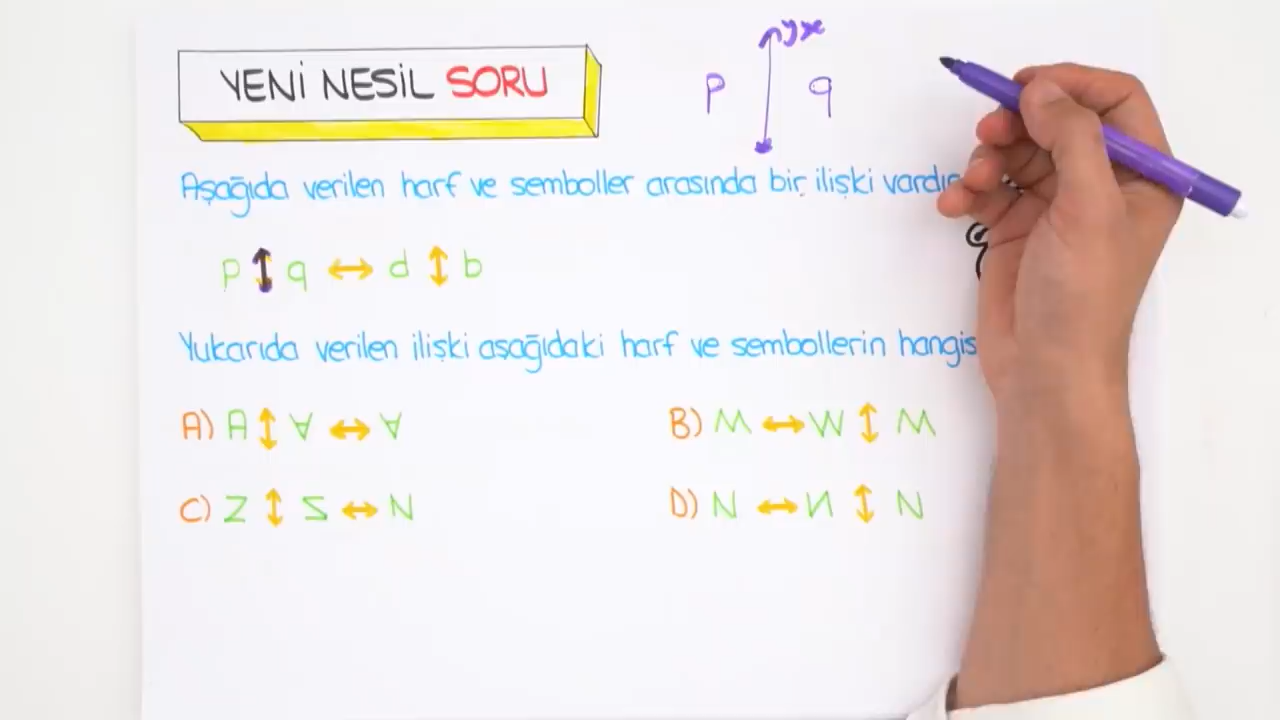 YENİ NESİL SORU
p ↕ yx q
Aşağıda verilen harf ve semboller arasında bir ilişki vardır
p ↕ q ↔ d ↕ b
Yukarıda verilen ilişki aşağıdaki harf ve sembollerin
A) A ↕ ∀ ↔ ∀
B) M ↔ W ↕ M
C) Z ↕ S ↔ N
D) N ↔ И ↕ N